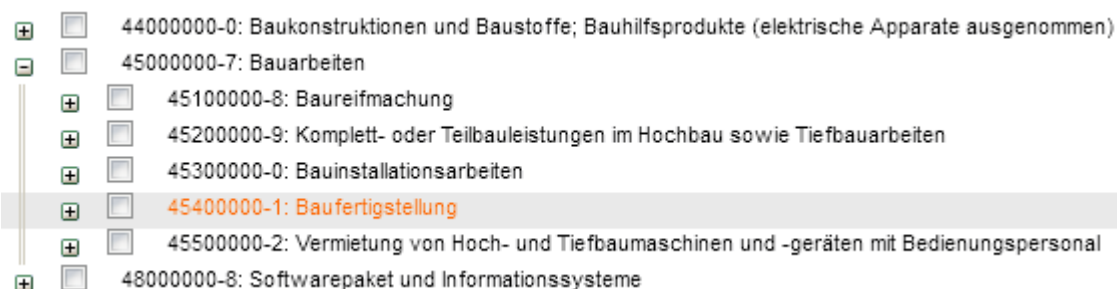 44000000-0: Baukonstruktionen und Baustoffe; Bauhilfsprodukte (elektrische Apparate ausgenommen)
45000000-7: Bauarbeiten
45100000-8: Baureifmachung
45200000-9: Komplett- oder Teilbauleistungen im Hochbau sowie Tiefbauarbeiten
45300000-0: Bauinstallationsarbeiten
45400000-1: Baufertigstellung
45500000-2: Vermietung von Hoch- und Tiefbaumaschinen und -geräten mit Bedienungspersonal
48000000-8: Softwarepaket und Informationssysteme